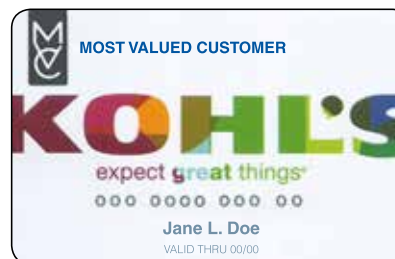 MVC
MOST VALUED CUSTOMER
KOHL'S
expect great things
000 0000 000 00
Jane L. Doe
VALID THRU 00/00